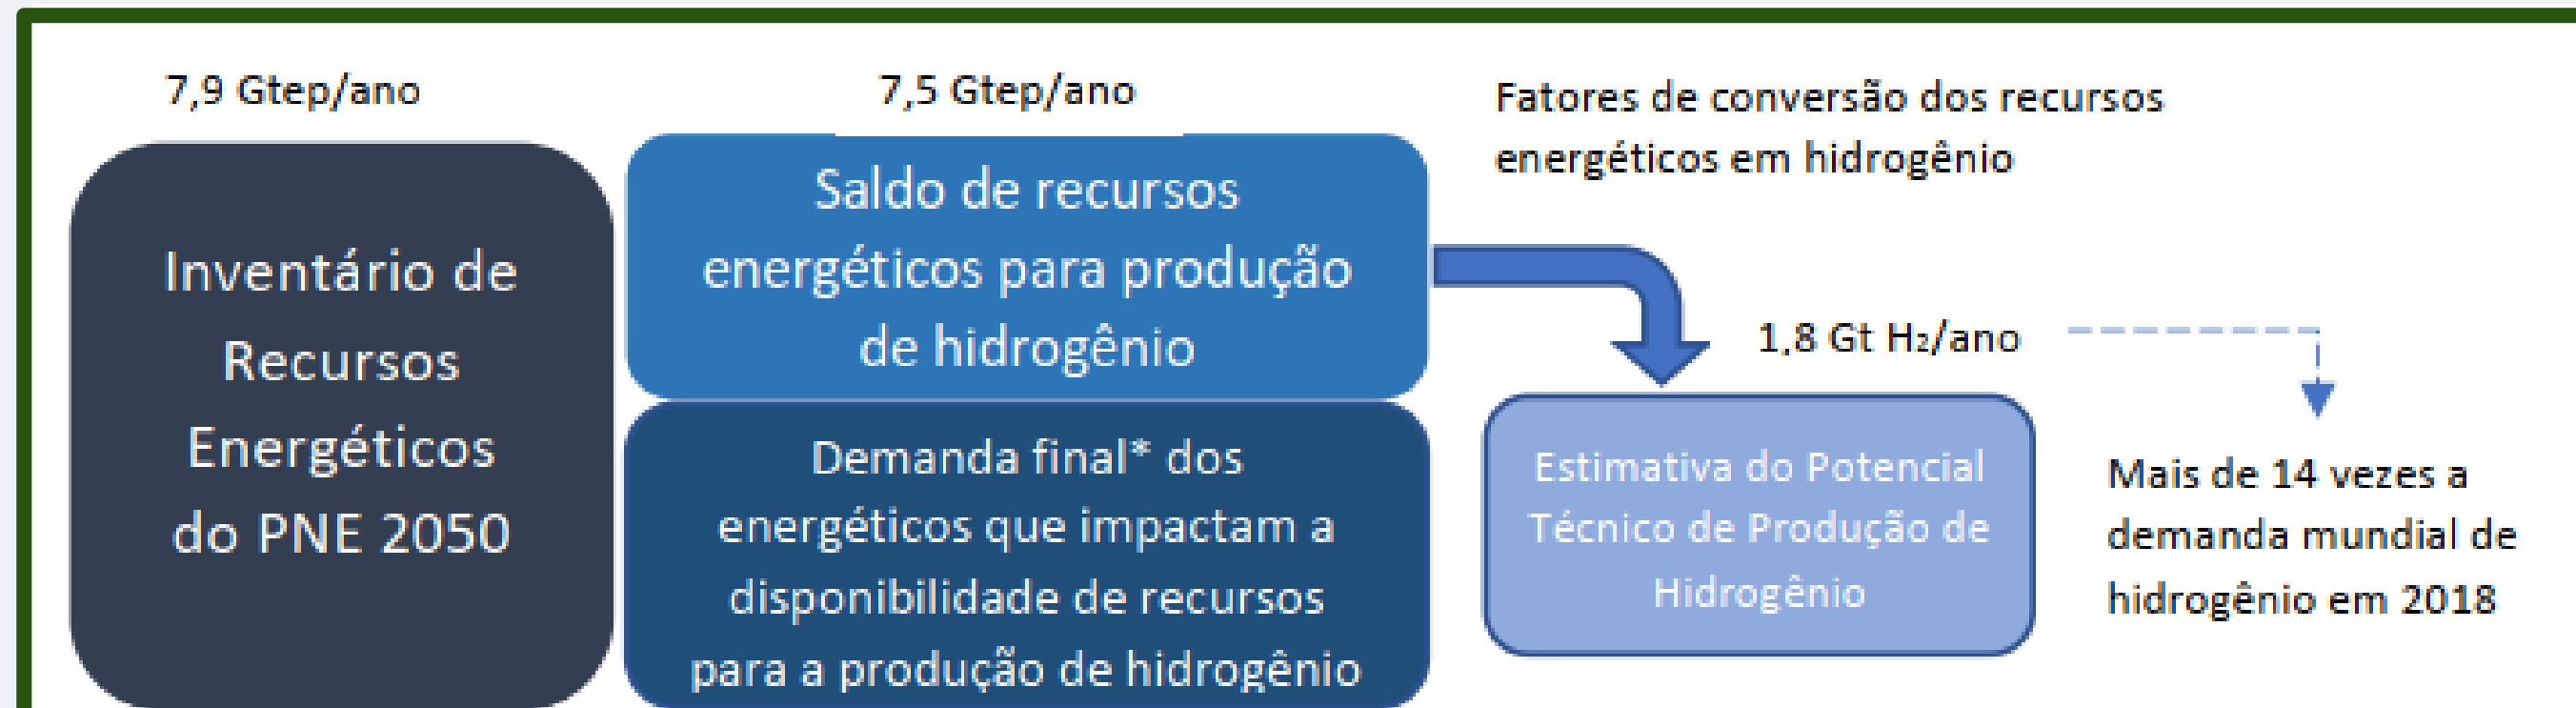 7,9 Gtep/ano
Inventário de
Recursos
Energéticos
do PNE 2050
7,5 Gtep/ano
Saldo de recursos
energéticos para produção
de hidrogênio
Demanda final* dos
energéticos que impactam a
disponibilidade de recursos
para a produção de hidrogênio
Fatores de conversão dos recursos
energéticos em hidrogênio
1,8 Gt H₂/ano
Estimativa do Potencial
Técnico de Produção de
Hidrogênio
Mais de 14 vezes a
demanda mundial de
hidrogênio em 2018